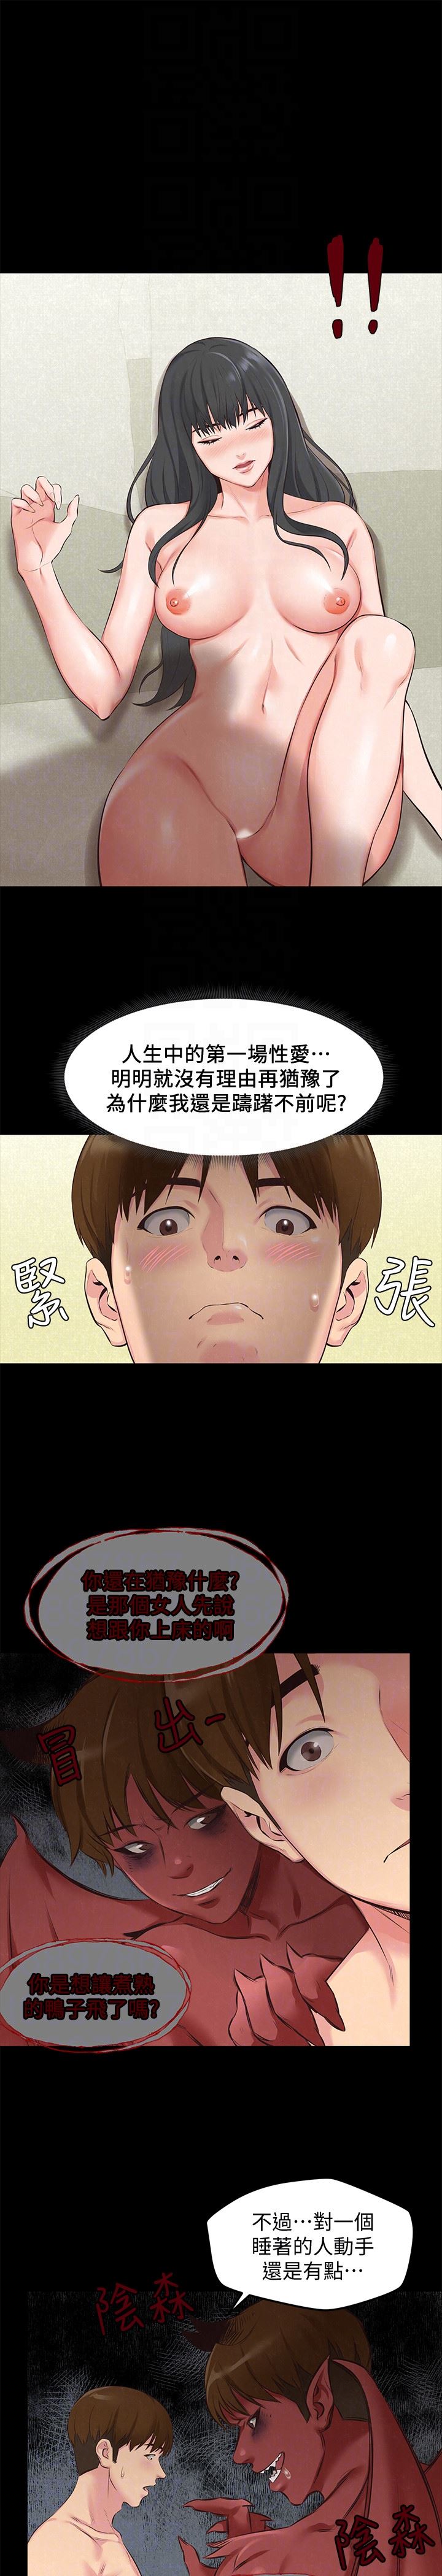 !!
人生中的第一場性愛…
明明就沒有理由再猶豫了
為什麼我還是躊躇不前呢?
緊張
你還在猶豫什麼?
是那個女人先說
想跟你上床的啊
冒出~
你是想讓煮熟
的鴨子飛了嗎?
不過…對一個
睡著的人動手
還是有點…
陰森
陰森